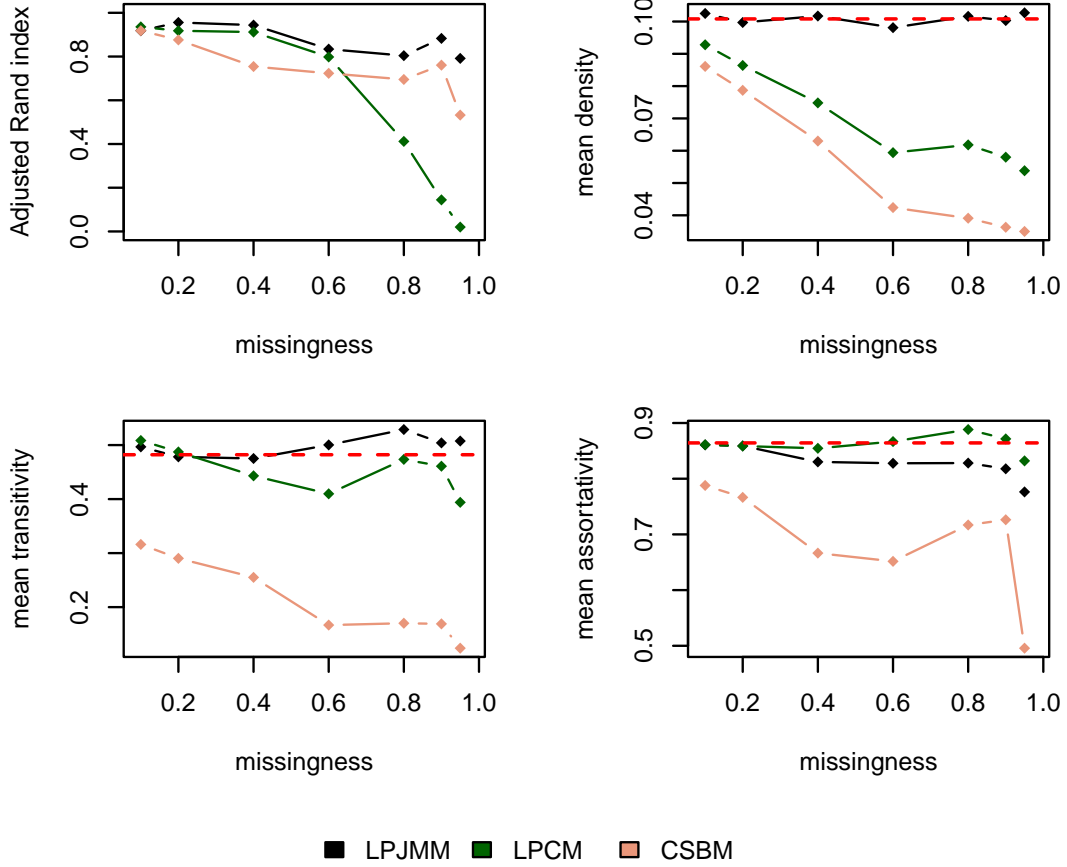 Adjusted Rand index
0.0
0.4
0.8
0.2 0.4 0.6 0.8 1.0
missingness
mean density
0.04
0.07
0.10
0.2 0.4 0.6 0.8 1.0
missingness
mean transitivity
0.2
0.4
0.2 0.4 0.6 0.8 1.0
missingness
mean assortativity
0.5
0.7
0.9
0.2 0.4 0.6 0.8 1.0
missingness
LPJMM LPCM CSBM